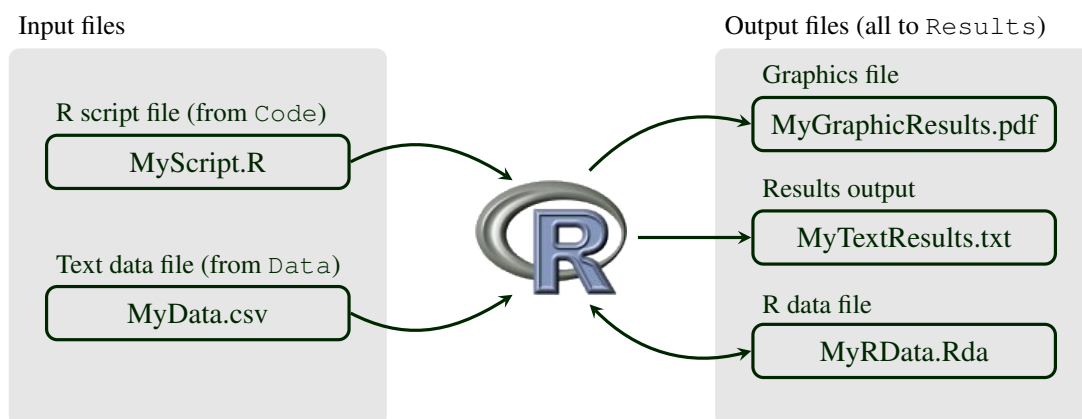 Input files
R script file (from Code)
MyScript.R
Text data file (from Data)
MyData.csv
R
Output files (all to Results)
Graphics file
MyGraphicResults.pdf
Results output
MyTextResults.txt
R data file
MyRData.Rda